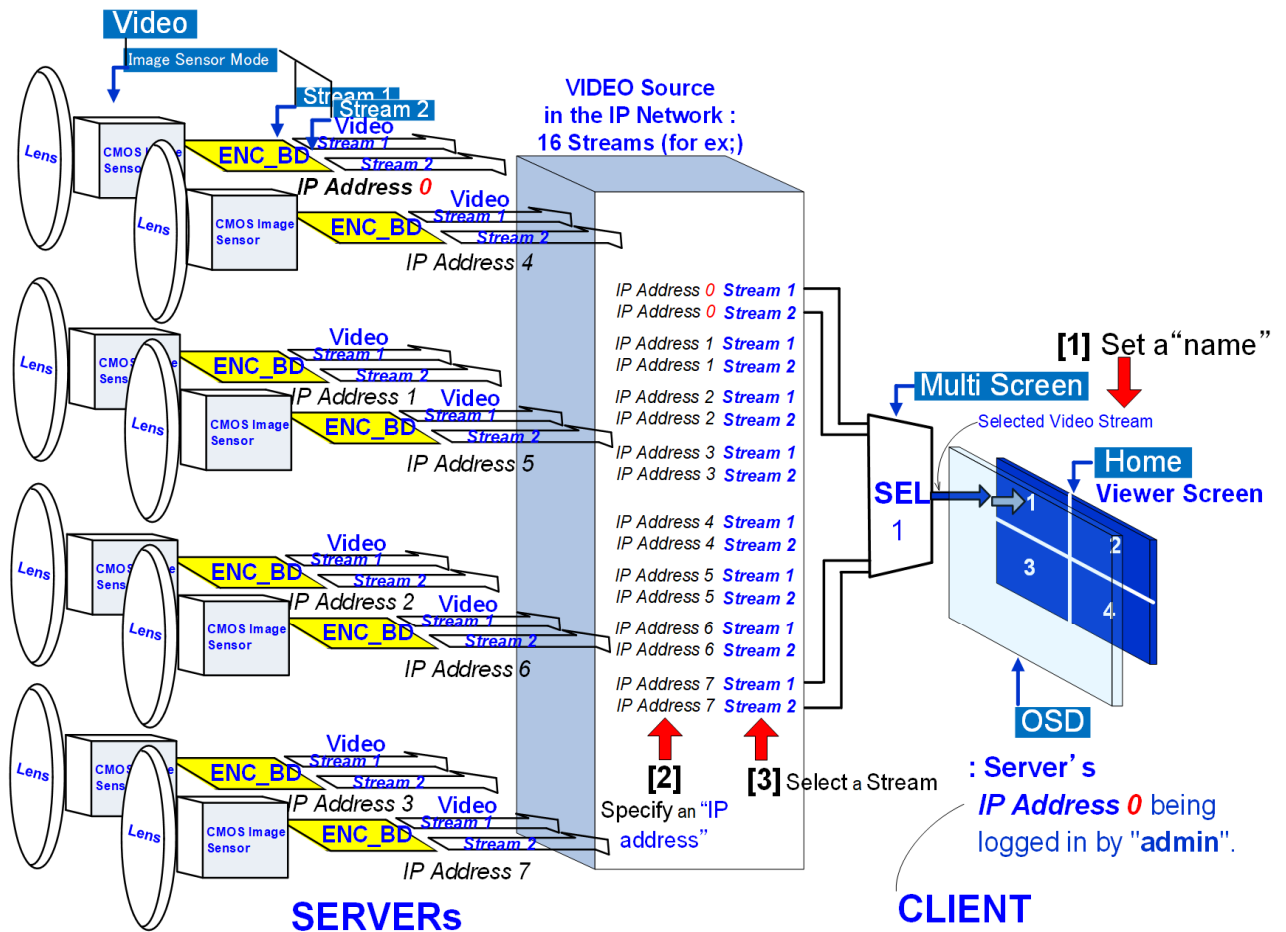 Video
Image Sensor Mode
Stream 1
Stream 2
VIDEO Source
in the IP Network :
16 Streams (for ex;)
Lens
CMOS Image
Sensor
ENC_BD
Video
Stream 1
Stream 2
IP Address 0
Lens
CMOS Image
Sensor
ENC_BD
Video
Stream 1
Stream 2
IP Address 4
Lens
CMOS
Sens
ENC_BD
Video
Stream 1
Stream 2
IP Address 1
Lens
CMOS Image
Sensor
ENC_BD
Video
Stream 1
Stream 2
IP Address 5
Lens
CMOS
Sens
ENC_BD
Video
Stream 1
Stream 2
IP Address 2
Lens
CMOS Image
Sensor
ENC_BD
Video
Stream 1
Stream 2
IP Address 6
Lens
CMOS
Sens
ENC_BD
Video
Stream 1
Stream 2
IP Address 3
Lens
CMOS Image
Sensor
ENC_BD
Video
Stream 1
Stream 2
IP Address 7
SERVERs
IP Address 0 Stream 1
IP Address 0 Stream 2
IP Address 1 Stream 1
IP Address 1 Stream 2
IP Address 2 Stream 1
IP Address 2 Stream 2
IP Address 3 Stream 1
IP Address 3 Stream 2
IP Address 4 Stream 1
IP Address 4 Stream 2
IP Address 5 Stream 1
IP Address 5 Stream 2
IP Address 6 Stream 1
IP Address 6 Stream 2
IP Address 7 Stream 1
IP Address 7 Stream 2
[2]
Specify an “IP
address”
[3] Select a Stream
[1] Set a“name”
Multi Screen
Selected Video Stream
Home
Viewer Screen
SEL
1
1
2
3
4
OSD
: Server’s
IP Address 0 being
logged in by "admin".
CLIENT